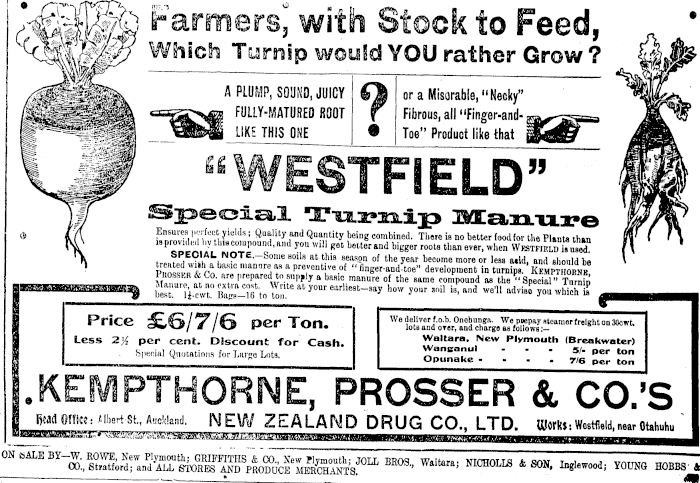 Farmers, with Stock to Feed,
Which Turnip would YOU rather Grow ?
A PLUMP, SOUND, JUICY
FULLY-MATURED ROOT
LIKE THIS ONE
?
or a Miserable, "Necky"
Fibrous, all "Finger-and-
Toe" Product like that
"WESTFIELD"
Special Turnip Manure
Ensures perfect yields; Quality and Quantity being combined. There is no better food for the Plants than
is provided by this compound, and you will get better and bigger roots than ever, when WESTFIELD is used.
SPECIAL NOTE.—Some soils at this season of the year become more or less acid, and should be
treated with a basic manure as a preventive of "finger-and-toe" development in turnips. KEMPTHORNE,
PROSSER & Co. are prepared to supply a basic manure of the same compound as the "Special" Turnip
Manure, at no extra cost. Write at your earliest—say how your soil is, and we'll advise you which is
best. 1¼-cwt. Bags—16 to ton.
Price £6/7/6 per Ton.
Less 2½ per cent. Discount for Cash.
Special Quotations for Large Lots.
We deliver f.o.b. Onehunga. We prepay steamer freight on 35cwt.
lots and over, and charge as follows:—
Waitara, New Plymouth (Breakwater)
Wanganui - - - 5/- per ton
Opunake - - - - 7/6 per ton
KEMPTHORNE, PROSSER & CO.'S
Head Office: Albert St., Auckland. NEW ZEALAND DRUG CO., LTD. Works: Westfield, near Otahuhu
ON SALE BY—W. ROWE, New Plymouth; GRIFFITHS & CO., New Plymouth; JOLL BROS., Waitara; NICHOLLS & SON, Inglewood; YOUNG HOBBS &
CO., Stratford; and ALL STORES AND PRODUCE MERCHANTS.